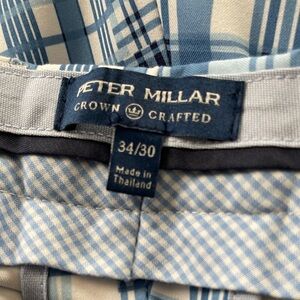 PETER MILLAR
CROWN CRAFTED
34/30
Made in
Thailand